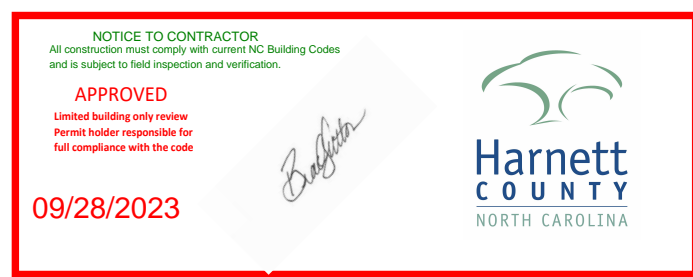 NOTICE TO CONTRACTOR
All construction must comply with current NC Building Codes
and is subject to field inspection and verification.
APPROVED
Limited building only review
Permit holder responsible for
full compliance with the code
09/28/2023
Harnett
COUNTY
NORTH CAROLINA